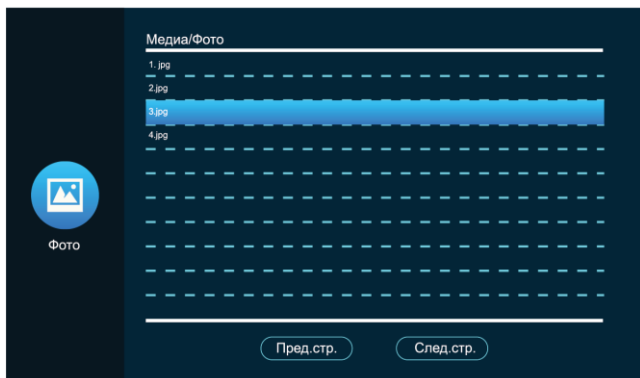 Медиа/Фото
1. jpg
2.jpg
3.jpg
4.jpg
Фото
Пред.стр.
След.стр.